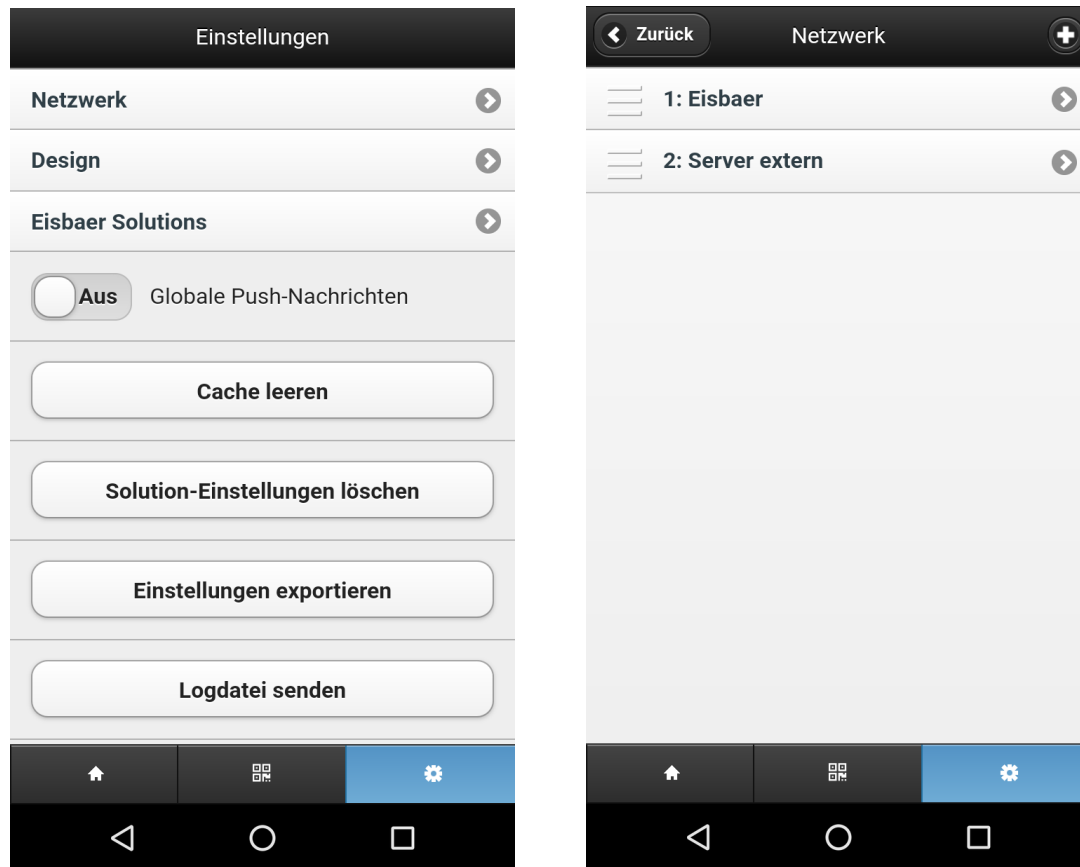 Einstellungen
Netzwerk
Design
Eisbaer Solutions
Aus Globale Push-Nachrichten
Cache leeren
Solution-Einstellungen löschen
Einstellungen exportieren
Logdatei senden
Zurück Netzwerk
1: Eisbaer
2: Server extern